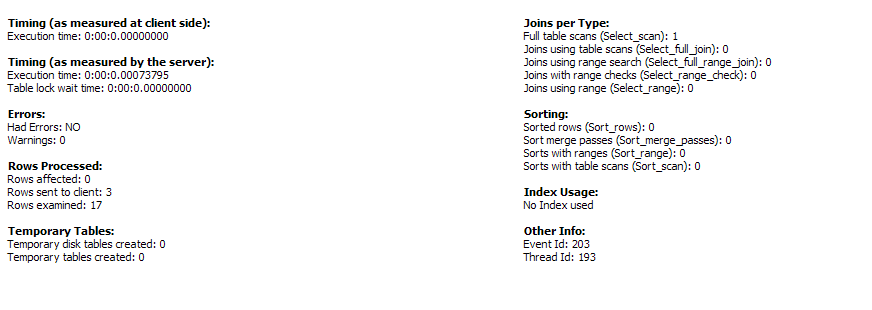 Timing (as measured at client side):
Execution time: 0:00:0.00000000
Timing (as measured by the server):
Execution time: 0:00:0.00073795
Table lock wait time: 0:00:0.00000000
Errors:
Had Errors: NO
Warnings: 0
Rows Processed:
Rows affected: 0
Rows sent to client: 3
Rows examined: 17
Temporary Tables:
Temporary disk tables created: 0
Temporary tables created: 0
Joins per Type:
Full table scans (Select_scan): 1
Joins using table scans (Select_full_join): 0
Joins using range search (Select_full_range_join): 0
Joins with range checks (Select_range_check): 0
Joins using range (Select_range): 0
Sorting:
Sorted rows (Sort_rows): 0
Sort merge passes (Sort_merge_passes): 0
Sorts with ranges (Sort_range): 0
Sorts with table scans (Sort_scan): 0
Index Usage:
No Index used
Other Info:
Event Id: 203
Thread Id: 193